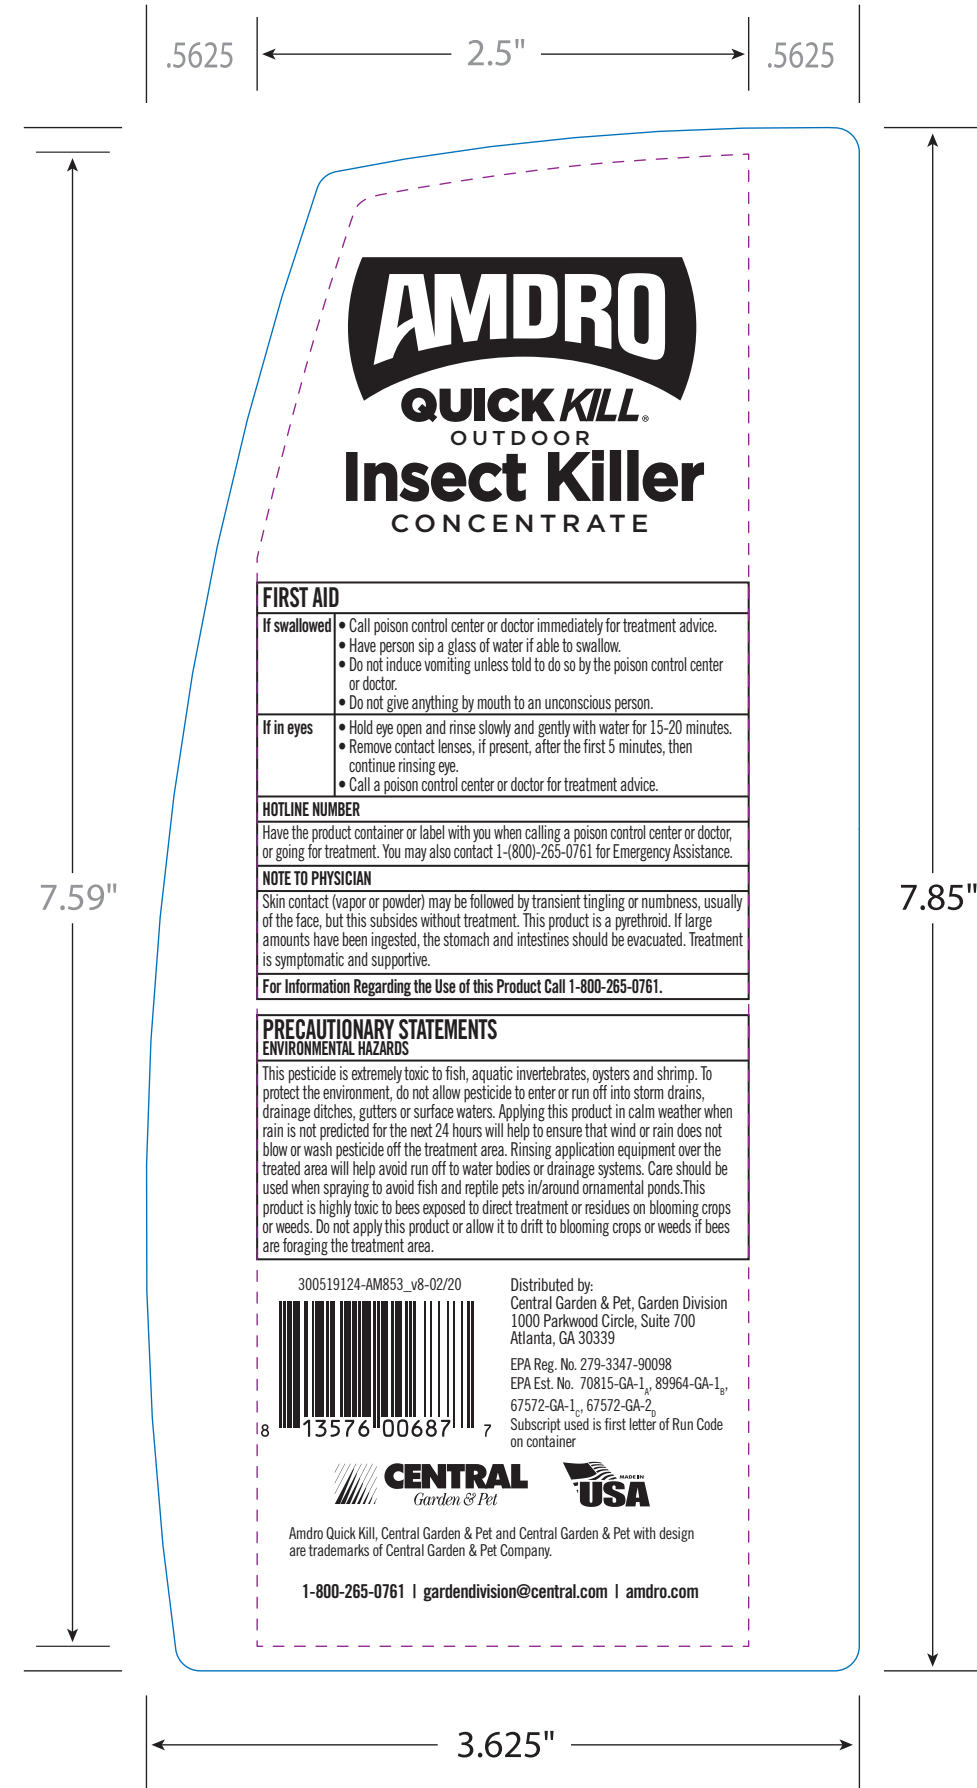 .5625 2.5" .5625
AMDRO
QUICK KILL®
OUTDOOR
Insect Killer
CONCENTRATE
FIRST AID
If swallowed • Call poison control center or doctor immediately for treatment advice.
• Have person sip a glass of water if able to swallow.
• Do not induce vomiting unless told to do so by the poison control center
or doctor.
• Do not give anything by mouth to an unconscious person.
If in eyes • Hold eye open and rinse slowly and gently with water for 15-20 minutes.
• Remove contact lenses, if present, after the first 5 minutes, then
continue rinsing eye.
• Call a poison control center or doctor for treatment advice.
HOTLINE NUMBER
Have the product container or label with you when calling a poison control center or doctor,
or going for treatment. You may also contact 1-(800)-265-0761 for Emergency Assistance.
NOTE TO PHYSICIAN
Skin contact (vapor or powder) may be followed by transient tingling or numbness, usually
of the face, but this subsides without treatment. This product is a pyrethroid. If large
amounts have been ingested, the stomach and intestines should be evacuated. Treatment
is symptomatic and supportive.
For Information Regarding the Use of this Product Call 1-800-265-0761.
7.59"
7.85"
PRECAUTIONARY STATEMENTS
ENVIRONMENTAL HAZARDS
This pesticide is extremely toxic to fish, aquatic invertebrates, oysters and shrimp. To
protect the environment, do not allow pesticide to enter or run off into storm drains,
drainage ditches, gutters or surface waters. Applying this product in calm weather when
rain is not predicted for the next 24 hours will help to ensure that wind or rain does not
blow or wash pesticide off the treatment area. Rinsing application equipment over the
treated area will help avoid run off to water bodies or drainage systems. Care should be
used when spraying to avoid fish and reptile pets in/around ornamental ponds.This
product is highly toxic to bees exposed to direct treatment or residues on blooming crops
or weeds. Do not apply this product or allow it to drift to blooming crops or weeds if bees
are foraging the treatment area.
300519124-AM853_v8-02/20
8 13576 00687 7
Distributed by:
Central Garden & Pet, Garden Division
1000 Parkwood Circle, Suite 700
Atlanta, GA 30339
EPA Reg. No. 279-3347-90098
EPA Est. No. 70815-GA-1A, 89964-GA-1B,
67572-GA-1C, 67572-GA-2D
Subscript used is first letter of Run Code
on container
CENTRAL
Garden & Pet
MADE IN
USA
Amdro Quick Kill, Central Garden & Pet and Central Garden & Pet with design
are trademarks of Central Garden & Pet Company.
1-800-265-0761 | gardendivision@central.com | amdro.com
3.625"